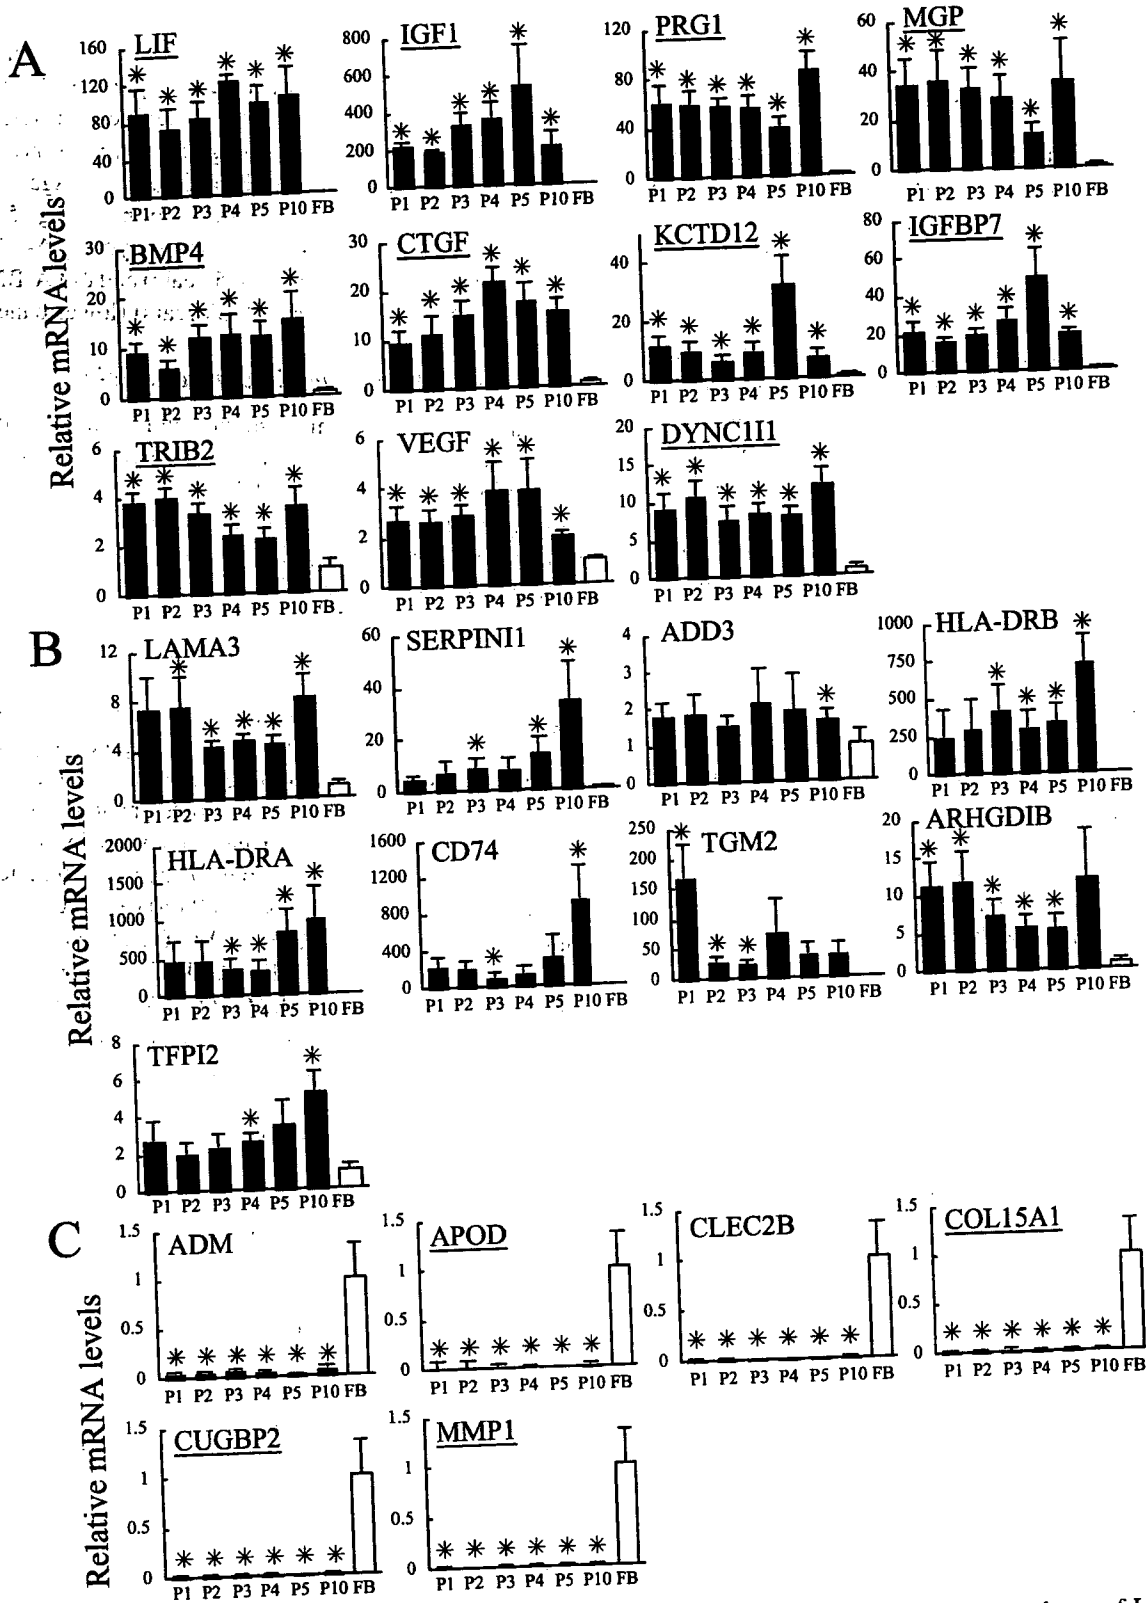 A
Relative mRNA levels
LIF
160
120
80
40
0
P1 P2 P3 P4 P5 P10 FB
IGF1
800
600
400
200
0
P1 P2 P3 P4 P5 P10 FB
PRG1
120
80
40
0
P1 P2 P3 P4 P5 P10 FB
MGP
60
40
20
0
P1 P2 P3 P4 P5 P10 FB
BMP4
30
20
10
0
P1 P2 P3 P4 P5 P10 FB
CTGF
30
20
10
0
P1 P2 P3 P4 P5 P10 FB
KCTD12
40
20
0
P1 P2 P3 P4 P5 P10 FB
IGFBP7
80
60
40
20
0
P1 P2 P3 P4 P5 P10 FB
TRIB2
6
4
2
0
P1 P2 P3 P4 P5 P10 FB
VEGF
6
4
2
0
P1 P2 P3 P4 P5 P10 FB
DYNC1I1
20
15
10
5
0
P1 P2 P3 P4 P5 P10 FB
B
Relative mRNA levels
LAMA3
12
8
4
0
P1 P2 P3 P4 P5 P10 FB
SERPINI1
60
40
20
0
P1 P2 P3 P4 P5 P10 FB
ADD3
4
3
2
1
0
P1 P2 P3 P4 P5 P10 FB
HLA-DRB
1000
750
500
250
0
P1 P2 P3 P4 P5 P10 FB
HLA-DRA
2000
1500
1000
500
0
P1 P2 P3 P4 P5 P10 FB
CD74
1600
1200
800
400
0
P1 P2 P3 P4 P5 P10 FB
TGM2
250
200
150
100
50
0
P1 P2 P3 P4 P5 P10 FB
ARHGDIB
20
15
10
5
0
P1 P2 P3 P4 P5 P10 FB
TFPI2
8
6
4
2
0
P1 P2 P3 P4 P5 P10 FB
C
Relative mRNA levels
ADM
1.5
1
0.5
0
P1 P2 P3 P4 P5 P10 FB
APOD
1.5
1
0.5
0
P1 P2 P3 P4 P5 P10 FB
CLEC2B
1.5
1
0.5
0
P1 P2 P3 P4 P5 P10 FB
COL15A1
1.5
1
0.5
0
P1 P2 P3 P4 P5 P10 FB
CUGBP2
1.5
1
0.5
0
P1 P2 P3 P4 P5 P10 FB
MMP1
1.5
1
0.5
0
P1 P2 P3 P4 P5 P10 FB